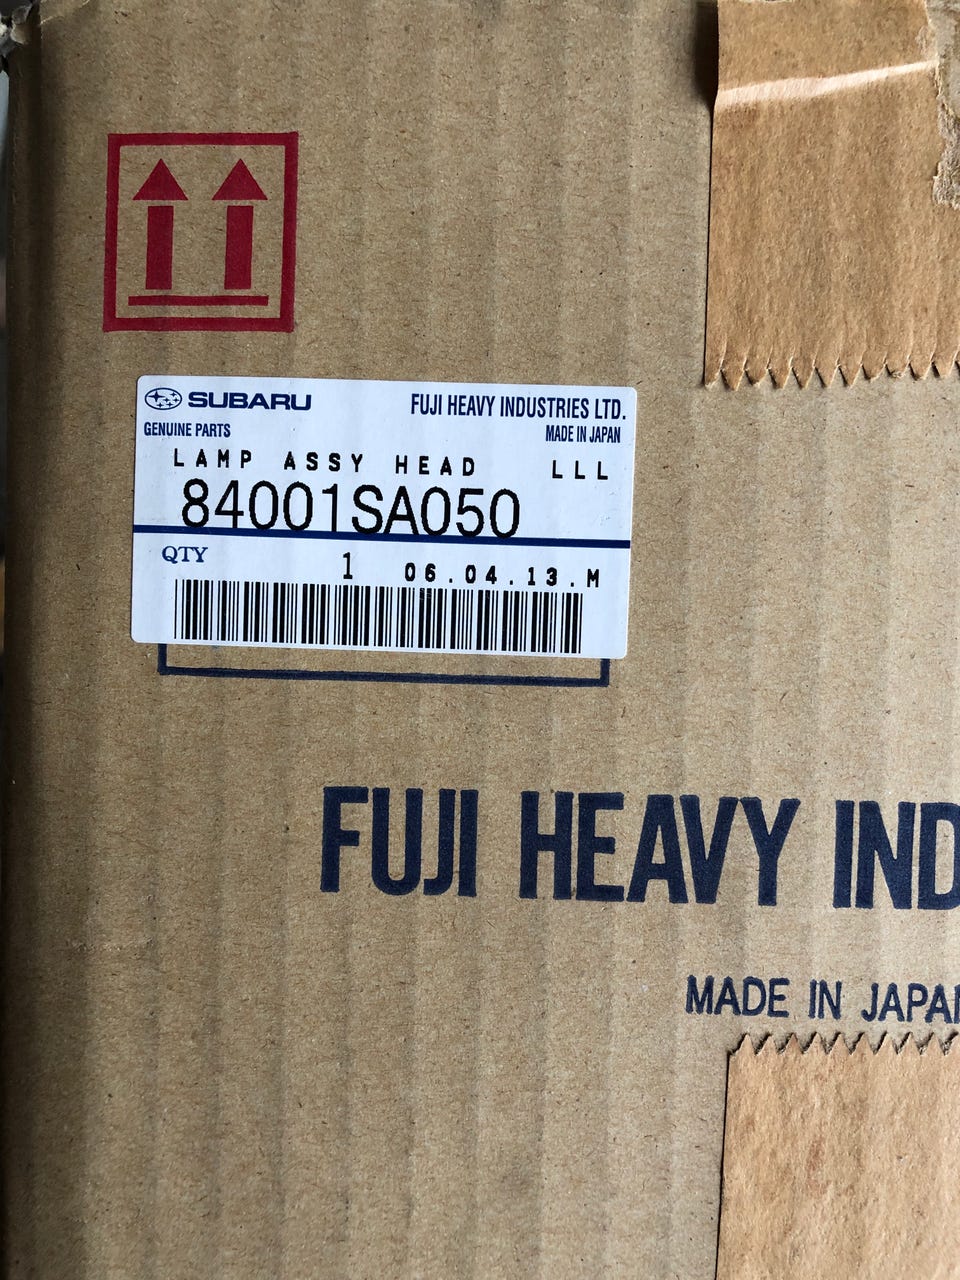 SUBARU
FUJI HEAVY INDUSTRIES LTD.
GENUINE PARTS
MADE IN JAPAN
LAMP ASSY HEAD LLL
84001SA050
QTY 1 06.04.13.M
FUJI HEAVY IND
MADE IN JAPAN